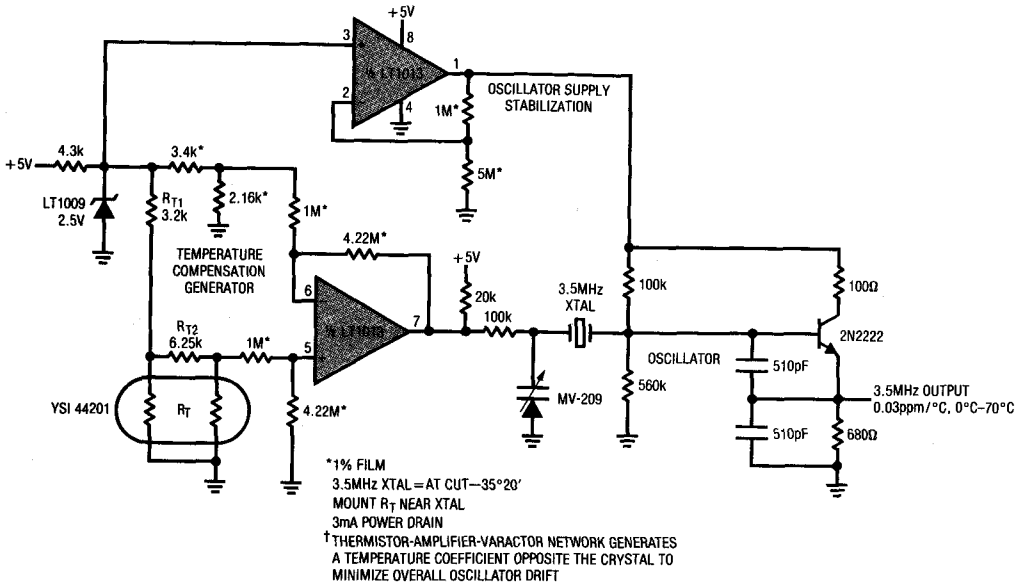 +5V
8
3
+
½ LT1013
1
2
4
OSCILLATOR SUPPLY
STABILIZATION
1M*
5M*
+5V
4.3k
3.4k*
LT1009
2.5V
RT1
3.2k
2.16k*
1M*
4.22M*
TEMPERATURE
COMPENSATION
GENERATOR
6
½ LT1013
7
5
+5V
20k
100k
3.5MHz
XTAL
100k
100Ω
2N2222
RT2
6.25k
1M*
4.22M*
OSCILLATOR
560k
510pF
MV-209
YSI 44201
RT
3.5MHz OUTPUT
0.03ppm/°C, 0°C–70°C
510pF
680Ω
*1% FILM
3.5MHz XTAL=AT CUT—35°20′
MOUNT RT NEAR XTAL
3mA POWER DRAIN
†THERMISTOR-AMPLIFIER-VARACTOR NETWORK GENERATES
A TEMPERATURE COEFFICIENT OPPOSITE THE CRYSTAL TO
MINIMIZE OVERALL OSCILLATOR DRIFT